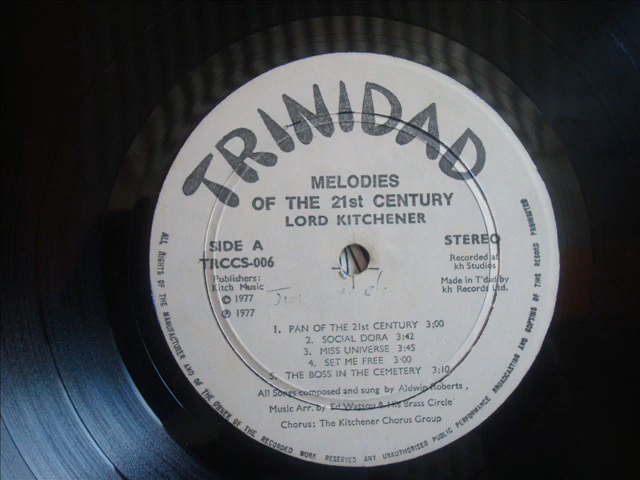 TRINIDAD
MELODIES
OF THE 21st CENTURY
LORD KITCHENER
SIDE A
TRCCS-006
Publishers:
Kitch Music
© 1977
℗ 1977
STEREO
Recorded at
kh Studios
Made in T'dad by
kh Records Ltd.
1. PAN OF THE 21st CENTURY 3;00
2. SOCIAL DORA 3:42
3. MISS UNIVERSE 3:45
4. SET ME FREE 3:00
5. THE BOSS IN THE CEMETERY 3:10
All Songs composed and sung by Aldwin Roberts,
Music Arr. by Ed Watson & His Brass Circle
Chorus: The Kitchener Chorus Group
ALL RIGHTS OF THE MANUFACTURER AND OF THE OWNER OF THE RECORDED WORK RESERVED ANY UNAUTHORISED PUBLIC PERFORMANCE BROADCASTING AND COPYING OF THIS RECORD PROHIBITED